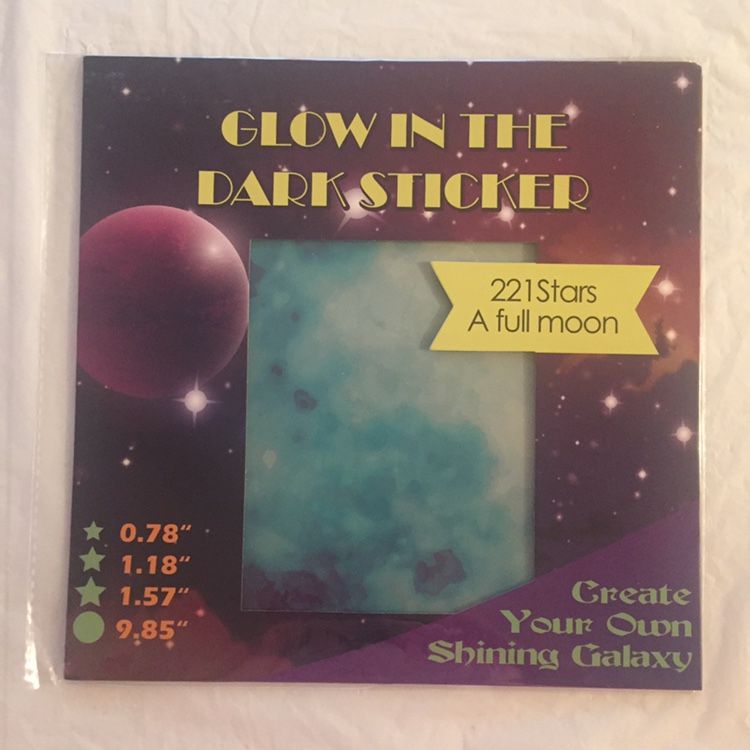 GLOW IN THE
DARK STICKER
221Stars
A full moon
0.78“
1.18“
1.57“
9.85“
Create
Your Own
Shining Galaxy